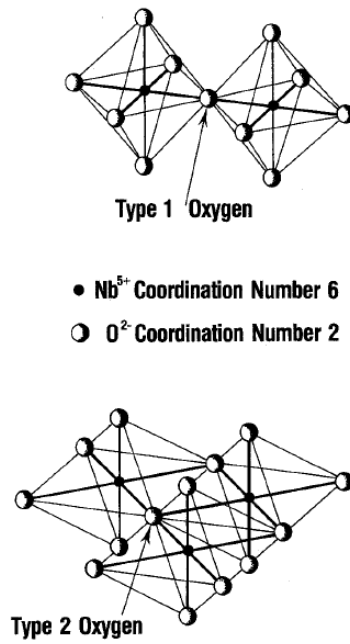 Type 1 Oxygen
Nb5+ Coordination Number 6
O2- Coordination Number 2
Type 2 Oxygen